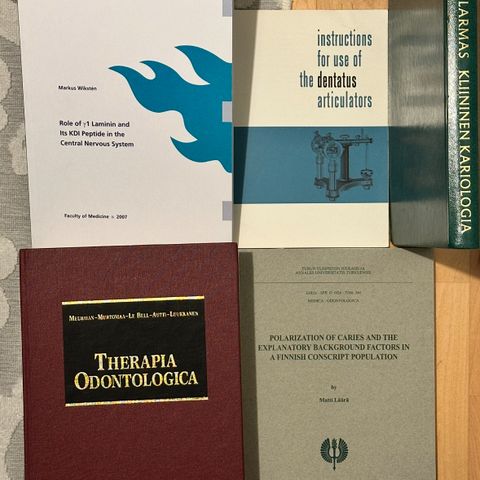 Markus Wikstén
Role of γ1 Laminin and
Its KDI Peptide in the
Central Nervous System
Faculty of Medicine
2007
instructions
for use of
the dentatus
articulators
LARMAS KLIININEN KARIOLOGIA
MEURMAN–MURTOMAA–LE BELL–AUTTI–LEUKKANEN
THERAPIA
ODONTOLOGICA
TURUN YLIOPISTON JULKAISUJA
ANNALES UNIVERSITATIS TURKUENSIS
MEDICA - ODONTOLOGICA
POLARIZATION OF CARIES AND THE
EXPLANATORY BACKGROUND FACTORS IN
A FINNISH CONSCRIPT POPULATION
by
Matti Läärä